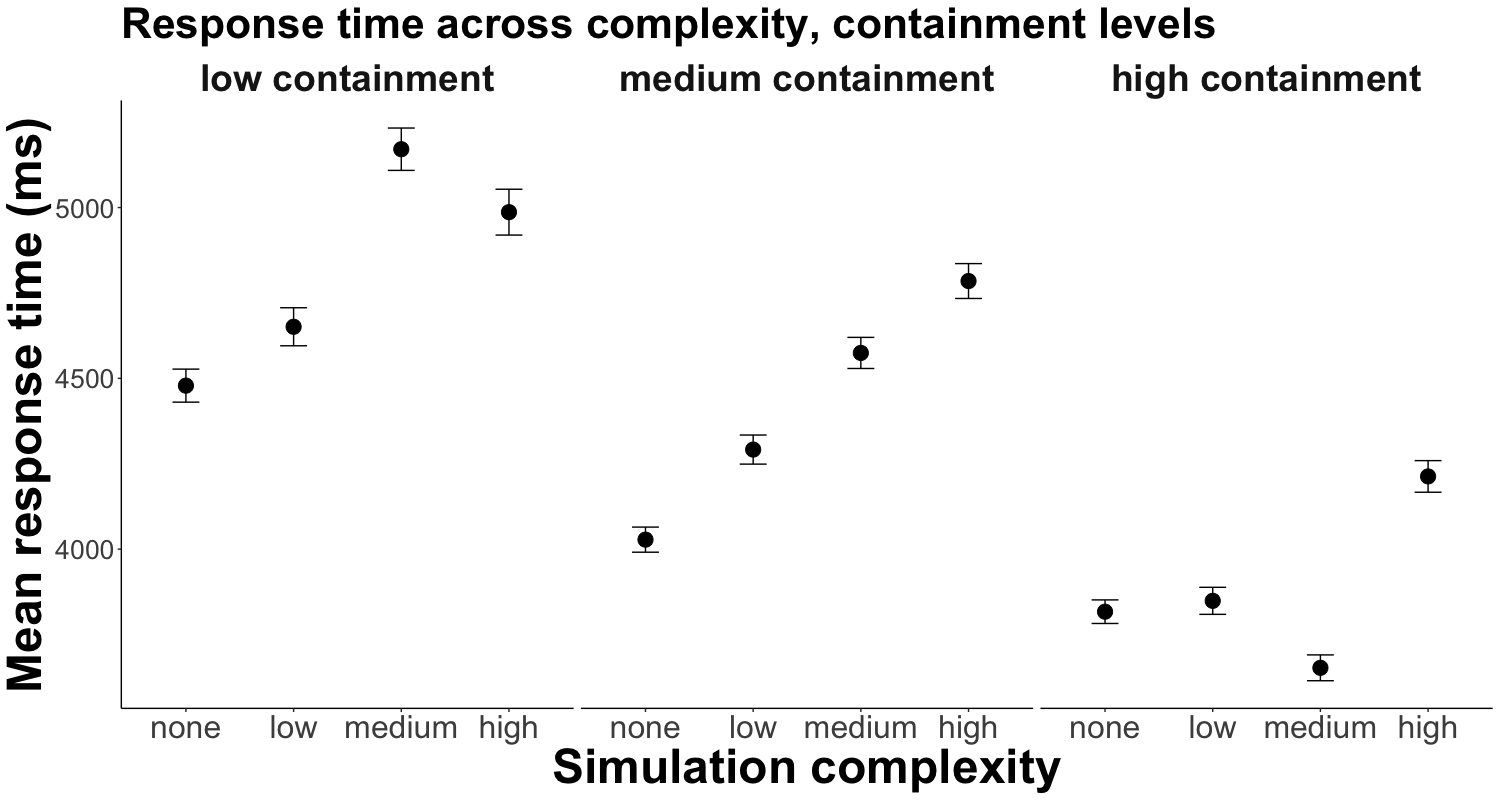 Response time across complexity, containment levels
low containment medium containment high containment
Mean response time (ms)
5000
4500
4000
none low medium high none low medium high none low medium high
Simulation complexity